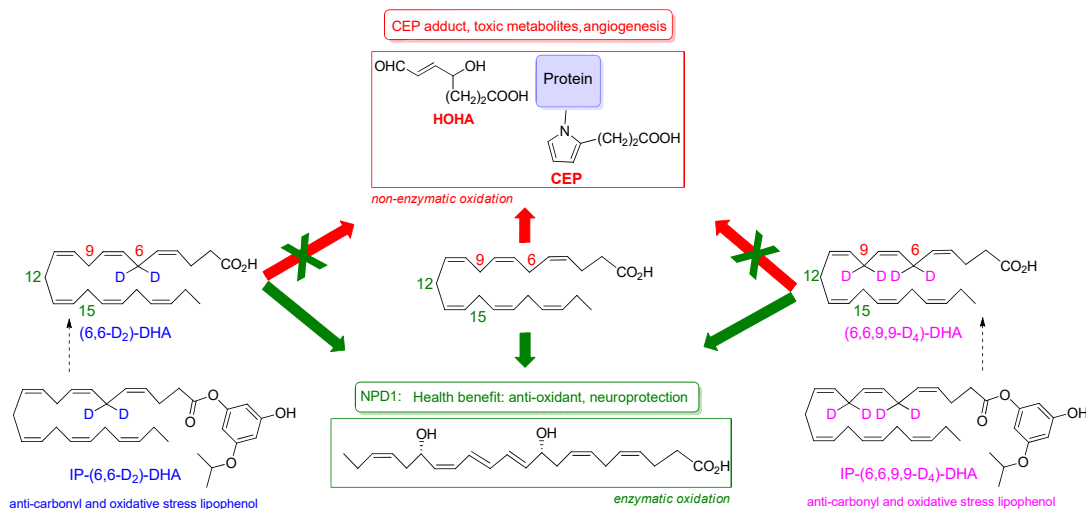 CEP adduct, toxic metabolites, angiogenesis
OHC
OH
(CH2)2COOH
HOHA
Protein
N
(CH2)2COOH
CEP
non-enzymatic oxidation
9
6
D D
CO2H
12
15
(6,6-D2)-DHA
9
6
CO2H
12
15
9
6
D D D D
CO2H
12
15
(6,6,9,9-D4)-DHA
D D
O
O
OH
O
IP-(6,6-D2)-DHA
anti-carbonyl and oxidative stress lipophenol
NPD1: Health benefit: anti-oxidant, neuroprotection
OH
OH
CO2H
enzymatic oxidation
D D D D
O
O
OH
O
IP-(6,6,9,9-D4)-DHA
anti-carbonyl and oxidative stress lipophenol